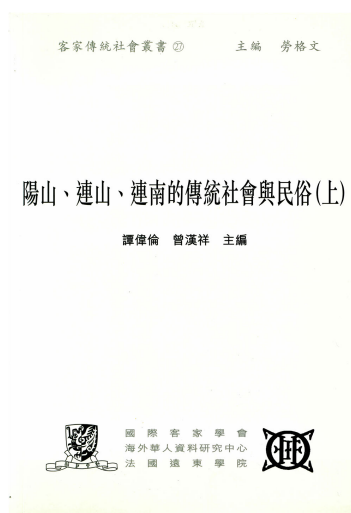 客家傳統社會叢書㉗ 主編 勞格文
陽山、連山、連南的傳統社會與民俗(上)
譚偉倫 曾漢祥 主編
國際客家學會
海外華人資料研究中心
法國遠東學院